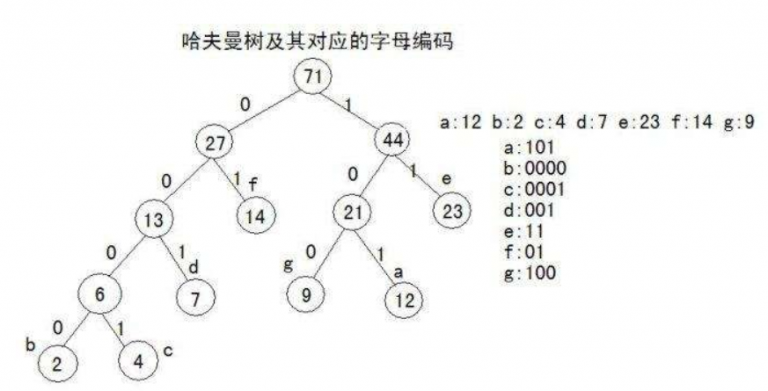 哈夫曼树及其对应的字母编码
71
0 1
a:12 b:2 c:4 d:7 e:23 f:14 g:9
27 44
a:101
b:0000
0 1 f 0 1 e
c:0001
13 14 21 23
d:001
e:11
0 1 d g 0 1 a
f:01
g:100
6 7 9 12
b 0 1 c
2 4